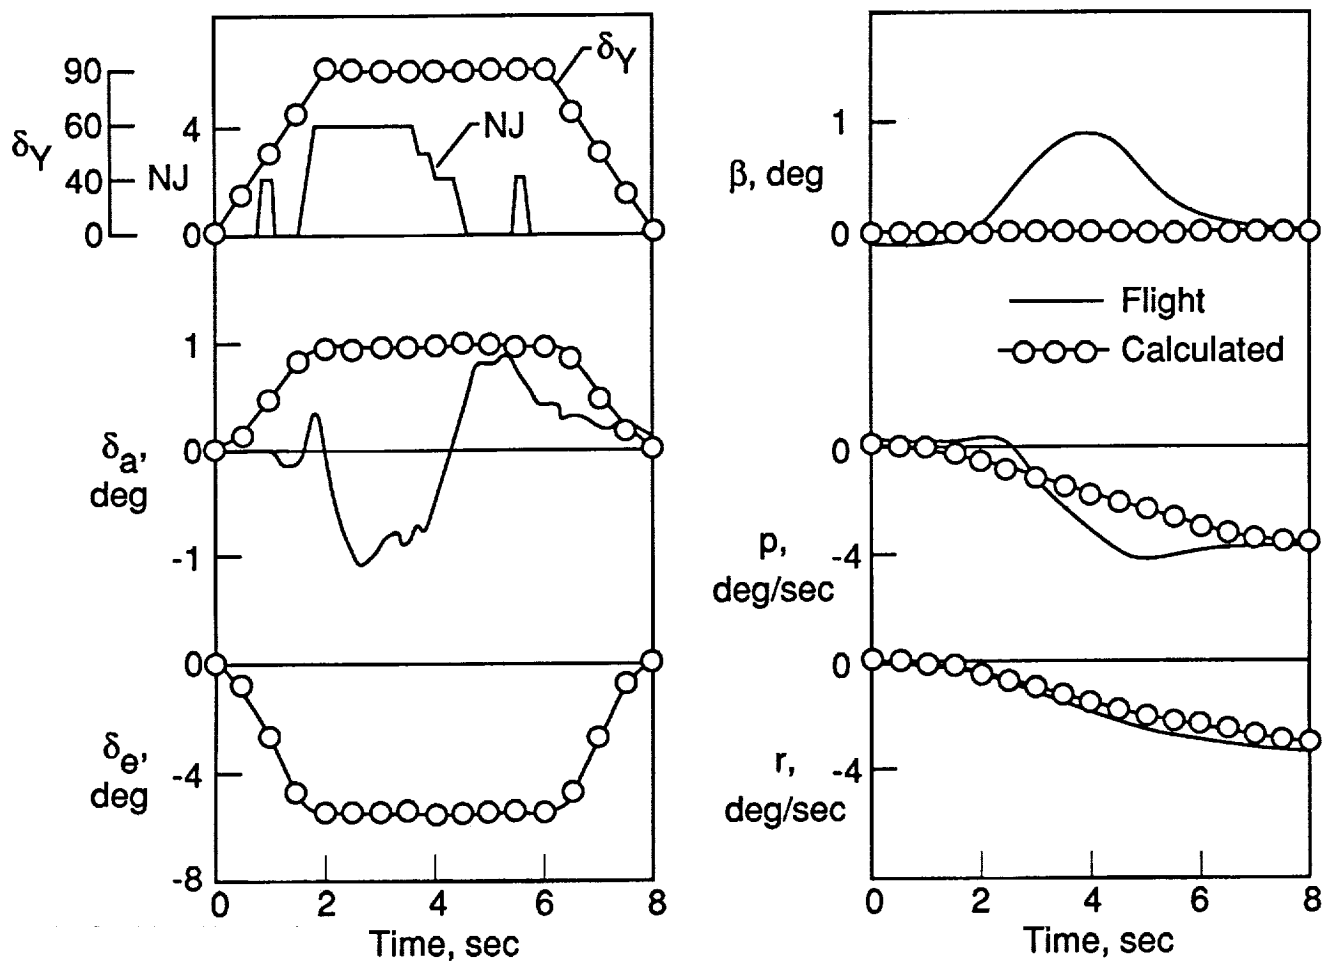 δY
90
60
40
0
NJ
4
0
δY
NJ
1
0
-1
δa,
deg
0
-4
-8
δe,
deg
0 2 4 6 8
Time, sec
β, deg
1
0
Flight
Calculated
0
-4
p,
deg/sec
0
-4
r,
deg/sec
0 2 4 6 8
Time, sec